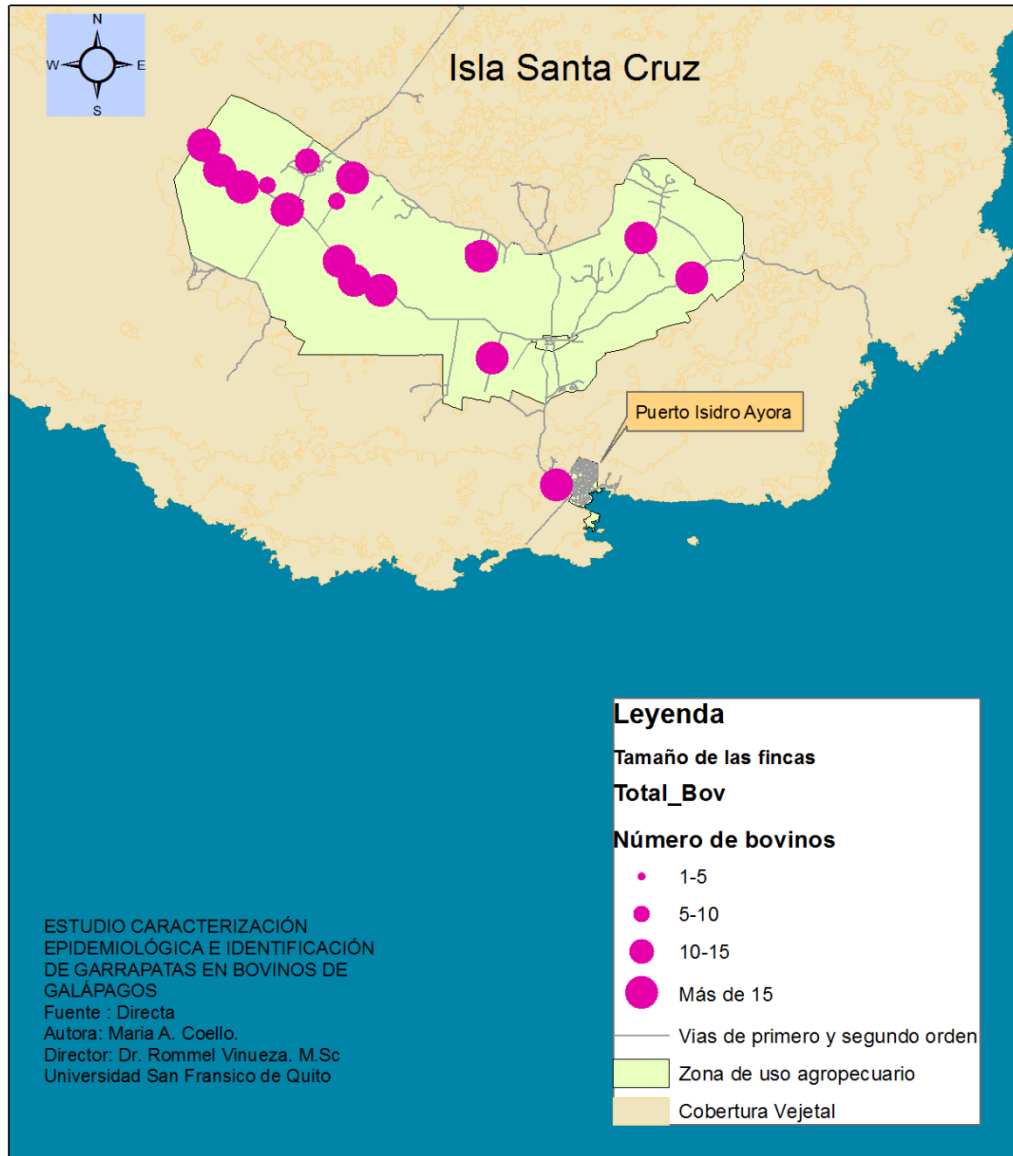 N
W
E
S
Isla Santa Cruz
Puerto Isidro Ayora
Leyenda
Tamaño de las fincas
Total_Bov
Número de bovinos
1-5
5-10
10-15
Más de 15
Vias de primero y segundo orden
Zona de uso agropecuario
Cobertura Vejetal
ESTUDIO CARACTERIZACIÓN
EPIDEMIOLÓGICA E IDENTIFICACIÓN
DE GARRAPATAS EN BOVINOS DE
GALÁPAGOS
Fuente : Directa
Autora: Maria A. Coello.
Director: Dr. Rommel Vinueza. M.Sc
Universidad San Fransico de Quito